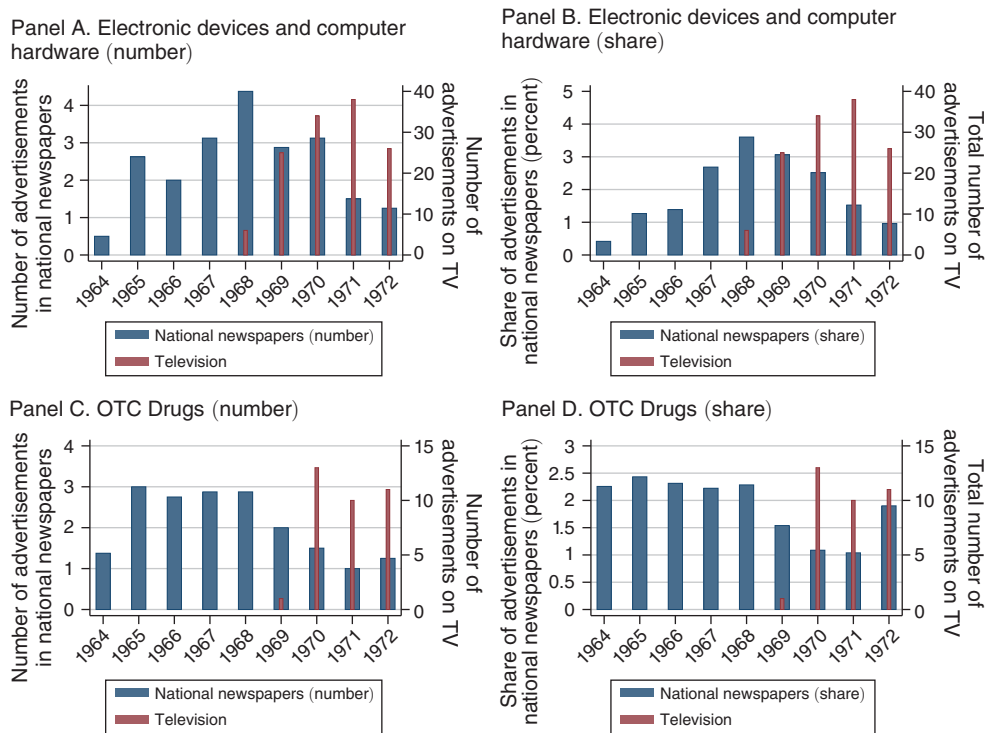 Panel A. Electronic devices and computer
hardware (number)
Number of advertisements
in national newspapers
4
3
2
1
0
40
30
20
10
0
Number of
advertisements on TV
1964
1965
1966
1967
1968
1969
1970
1971
1972
National newspapers (number)
Television
Panel B. Electronic devices and computer
hardware (share)
Share of advertisements in
national newspapers (percent)
5
4
3
2
1
0
40
30
20
10
0
Total number of
advertisements on TV
1964
1965
1966
1967
1968
1969
1970
1971
1972
National newspapers (share)
Television
Panel C. OTC Drugs (number)
Number of advertisements
in national newspapers
4
3
2
1
0
15
10
5
0
Number of
advertisements on TV
1964
1965
1966
1967
1968
1969
1970
1971
1972
National newspapers (number)
Television
Panel D. OTC Drugs (share)
Share of advertisements in
national newspapers (percent)
3
2.5
2
1.5
1
0.5
0
15
10
5
0
Total number of
advertisements on TV
1964
1965
1966
1967
1968
1969
1970
1971
1972
National newspapers (share)
Television